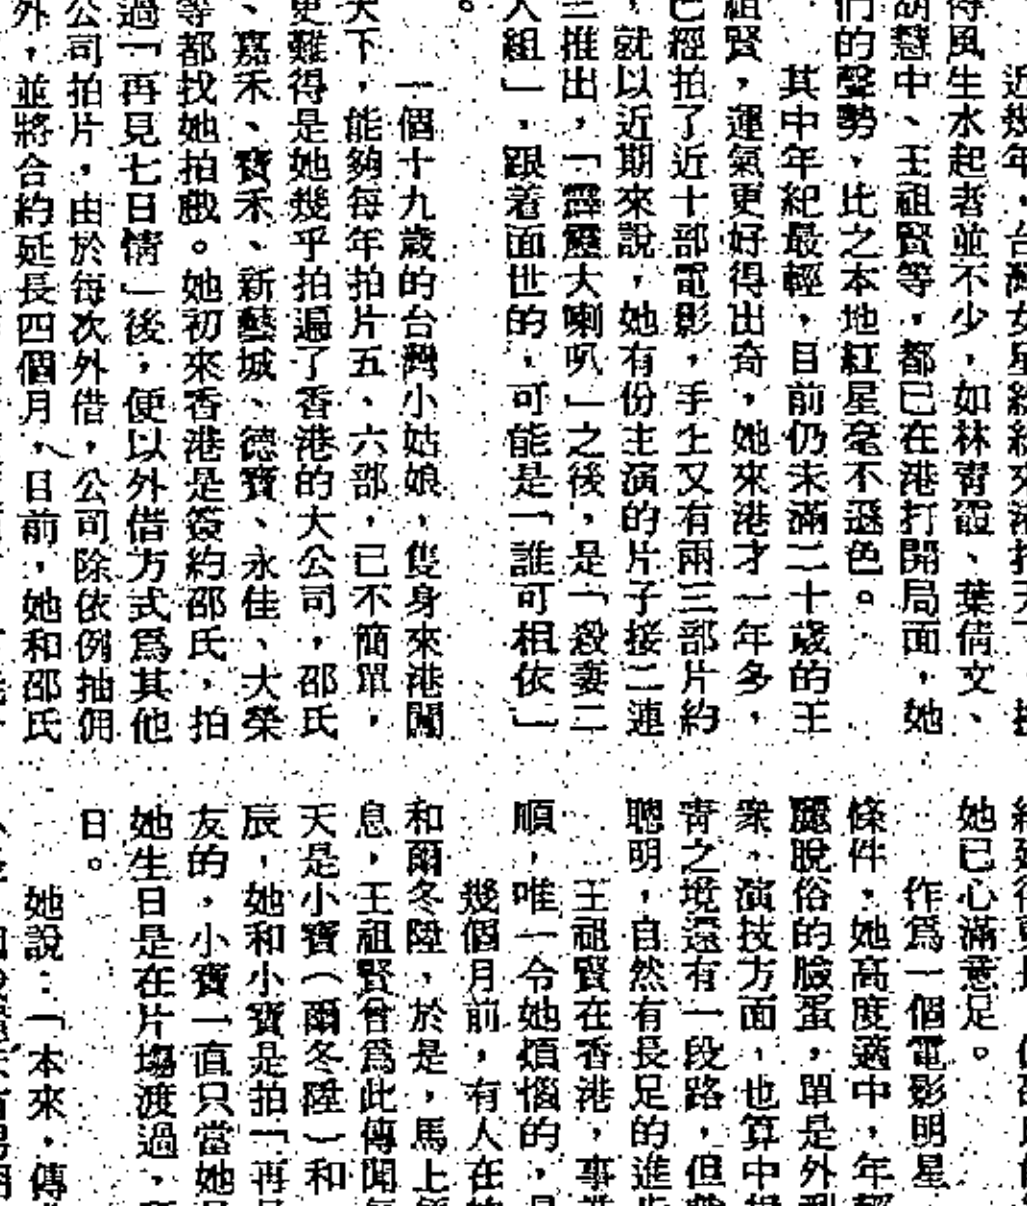 近幾年，台灣女星紛紛來港
得風生水起者並不少，如林青霞、葉倩文、
胡慧中、王祖賢等，都已在港打開局面，她
們的聲勢，比之本地紅星毫不遜色。
其中年紀最輕，目前仍未滿二十歲的王
祖賢，運氣更好得出奇，她來港才一年多，
已經拍了近十部電影，手上又有兩三部片約
，就以近期來說，她有份主演的片子接二連
三推出，「霹靂大喇叭」之後，是「殺妻二
人組」，跟着面世的，可能是「誰可相依」
。
一個十九歲的台灣小姑娘，隻身來港闖
天下，能夠每年拍片五、六部，已不簡單，
更難得是她幾乎拍遍了香港的大公司，邵氏
、嘉禾、寶禾、新藝城、德寶、永佳、大榮
等都找她拍戲。她初來香港是簽約邵氏，拍
過「再見七日情」後，便以外借方式爲其他
公司拍片，由於每次外借，公司除依例抽佣
外，並將合約延長四個月，目前，她和邵氏
她已心滿意足。
作爲一個電影明星
條件，她高度適中，年輕
麗脫俗的臉蛋，單是外
衆，演技方面，也算中
青之境還有一段路，但
聰明，自然有長足的進步
王祖賢在香港，事
順，唯一令她煩惱的，
幾個月前，有人在
和爾冬陞，於是，馬上
息，王祖賢曾爲此傳聞
天是小寶（爾冬陞）和
辰，她和小寶是拍「再
友的，小寶一直只當她
她生日是在片塲渡過，
日。
她說：「本來，傳